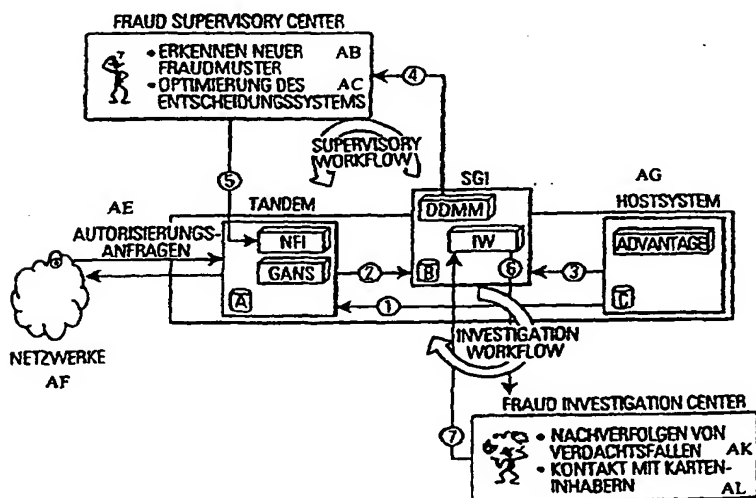 FRAUD SUPERVISORY CENTER
• ERKENNEN NEUER AB
FRAUDMUSTER
• OPTIMIERUNG DES AC
ENTSCHEIDUNGSSYSTEMS
④
SUPERVISORY
WORKFLOW
⑤
SGI
AG
AE
TANDEM
HOSTSYSTEM
AUTORISIERUNGS-
ANFRAGEN
DDMM
NFI
IW
ADVANTAGE
GANS
②
⑥
③
A
B
C
①
NETZWERKE
AF
INVESTIGATION
WORKFLOW
FRAUD INVESTIGATION CENTER
⑦
• NACHVERFOLGEN VON
VERDACHTSFALLEN AK
• KONTAKT MIT KARTEN-
INHABERN AL